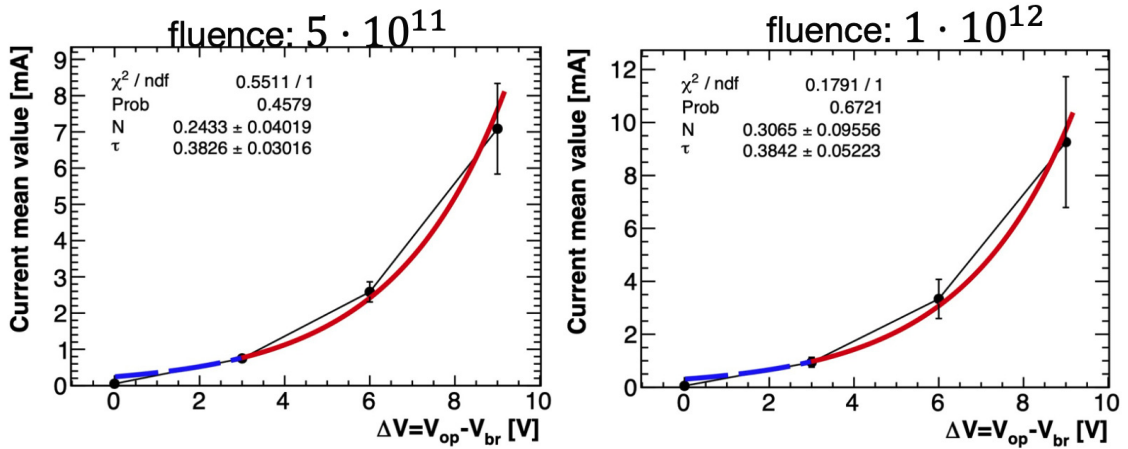 fluence: 5 · 10¹¹
Current mean value [mA]
χ² / ndf 0.5511 / 1
Prob 0.4579
N 0.2433 ± 0.04019
τ 0.3826 ± 0.03016
9
8
7
6
5
4
3
2
1
0
0 2 4 6 8 10
ΔV=Vop-Vbr [V]
fluence: 1 · 10¹²
Current mean value [mA]
χ² / ndf 0.1791 / 1
Prob 0.6721
N 0.3065 ± 0.09556
τ 0.3842 ± 0.05223
12
10
8
6
4
2
0
0 2 4 6 8 10
ΔV=Vop-Vbr [V]